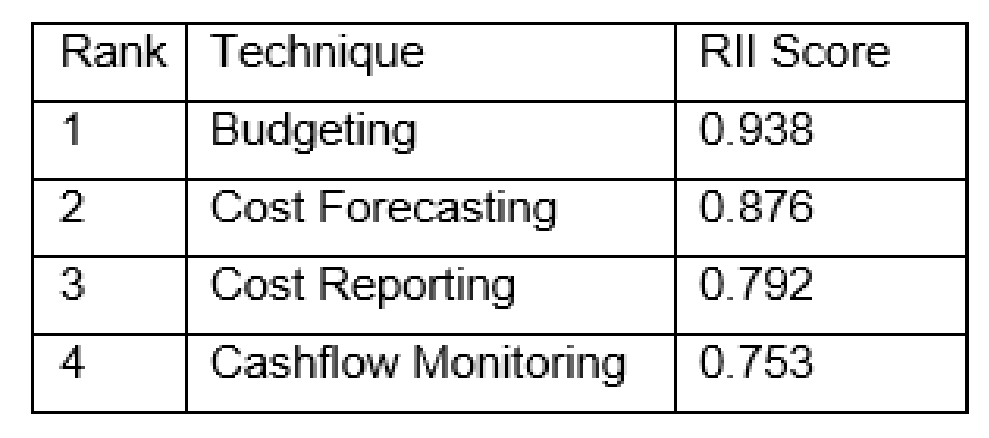 Rank Technique RII Score
1 Budgeting 0.938
2 Cost Forecasting 0.876
3 Cost Reporting 0.792
4 Cashflow Monitoring 0.753